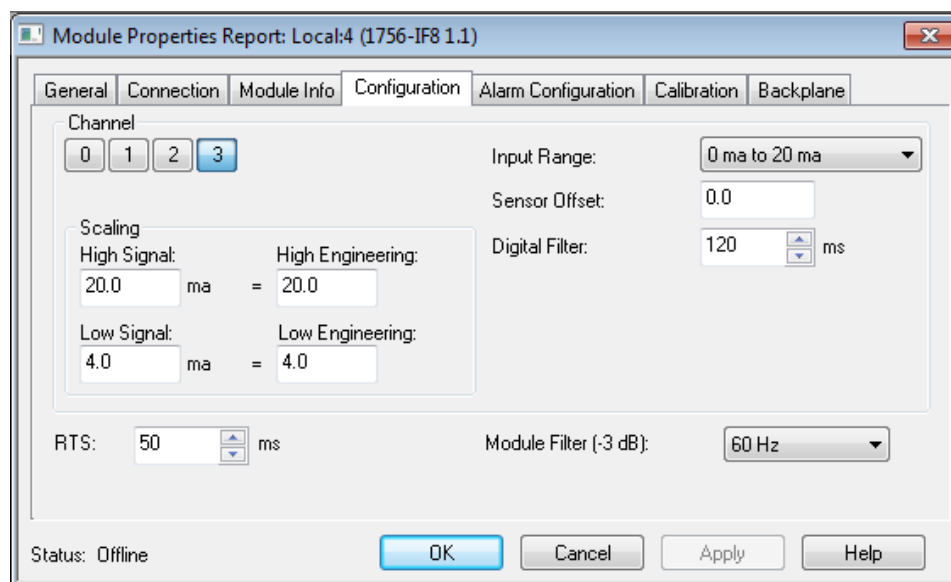 Module Properties Report: Local:4 (1756-IF8 1.1)
General Connection Module Info Configuration Alarm Configuration Calibration Backplane
Channel
0 1 2 3
Input Range: 0 ma to 20 ma
Sensor Offset: 0.0
Scaling
Digital Filter: 120 ms
High Signal: High Engineering:
20.0 ma = 20.0
Low Signal: Low Engineering:
4.0 ma = 4.0
RTS: 50 ms Module Filter (-3 dB): 60 Hz
Status: Offline OK Cancel Apply Help